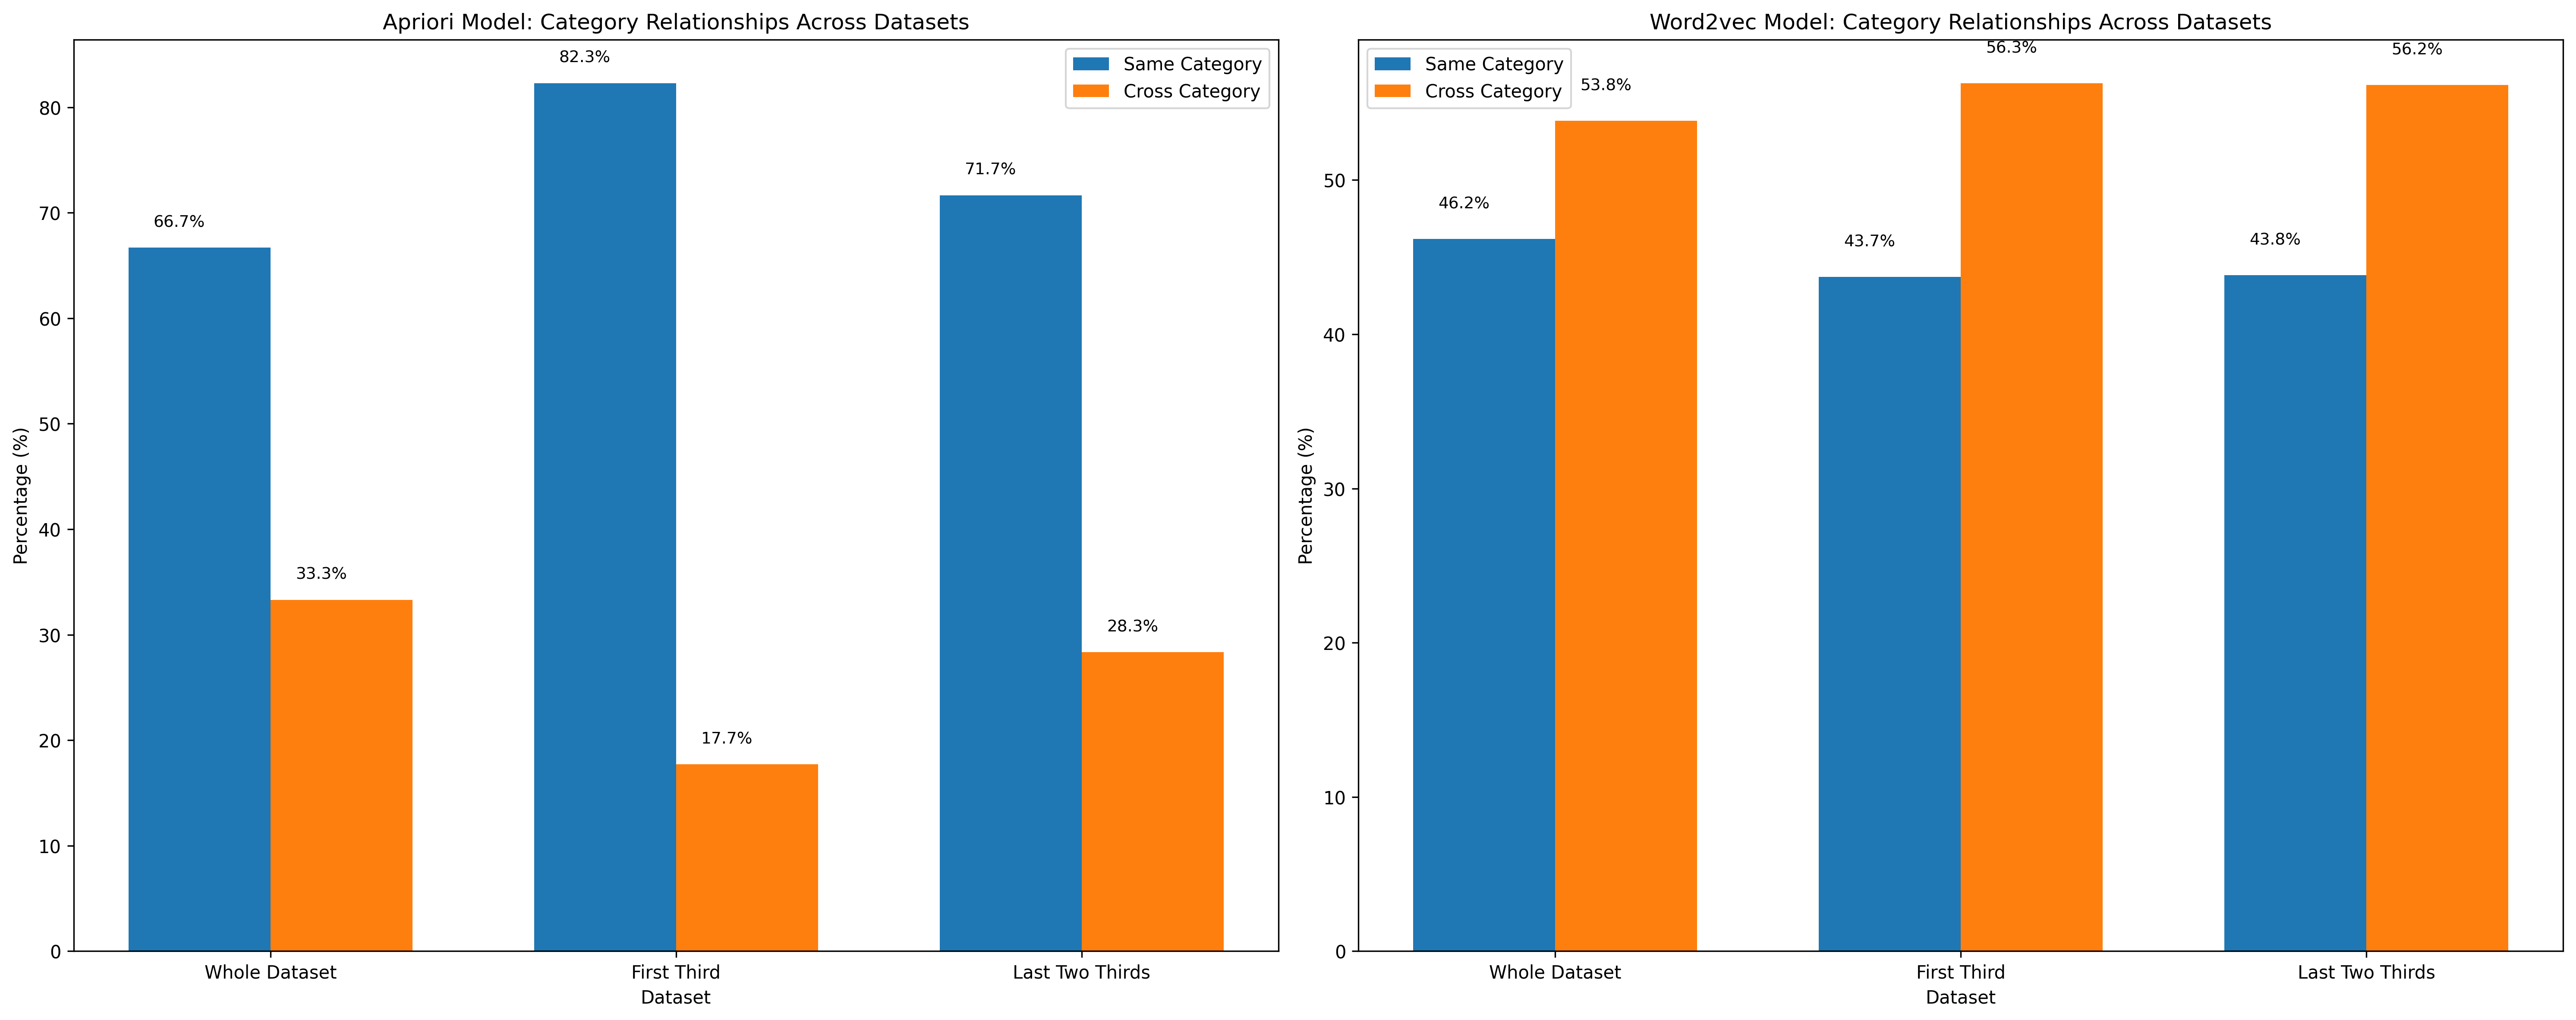 Apriori Model: Category Relationships Across Datasets
Same Category
Cross Category
82.3%
71.7%
66.7%
33.3%
28.3%
17.7%
80
70
60
50
40
30
20
10
0
Percentage (%)
Whole Dataset
First Third
Last Two Thirds
Dataset
Word2vec Model: Category Relationships Across Datasets
Same Category
Cross Category
53.8%
56.3%
56.2%
46.2%
43.7%
43.8%
50
40
30
20
10
0
Percentage (%)
Whole Dataset
First Third
Last Two Thirds
Dataset